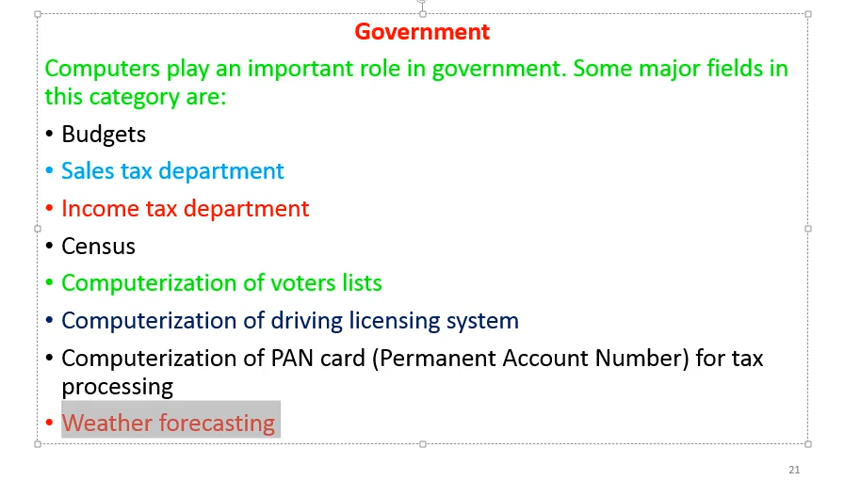 Government
Computers play an important role in government. Some major fields in
this category are:
• Budgets
• Sales tax department
• Income tax department
• Census
• Computerization of voters lists
• Computerization of driving licensing system
• Computerization of PAN card (Permanent Account Number) for tax
processing
• Weather forecasting
21